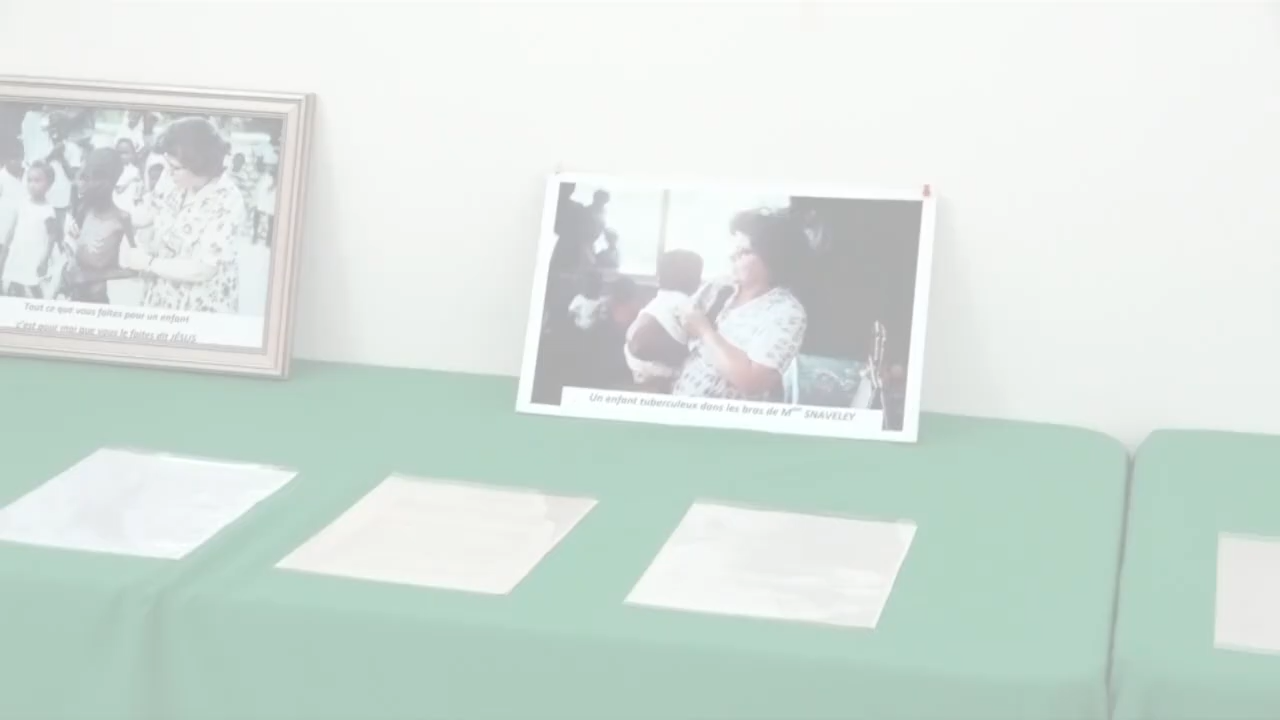 Tout ce que vous faites pour un enfant
c'est pour moi que vous le faites dit JÉSUS
Un enfant tuberculeux dans les bras de Mme SNAVELEY